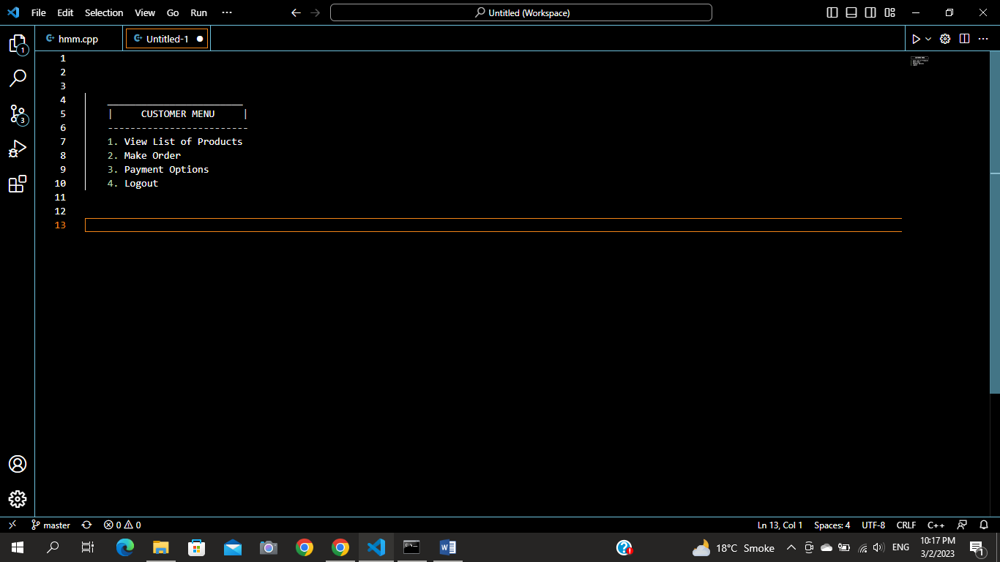 File Edit Selection View Go Run ···
Untitled (Workspace)
hmm.cpp
Untitled-1
1
2
3
4 ________________________
5 | CUSTOMER MENU |
6 -------------------------
7 1. View List of Products
8 2. Make Order
9 3. Payment Options
10 4. Logout
11
12
13
1
3
master 0 0
Ln 13, Col 1 Spaces: 4 UTF-8 CRLF C++
18°C Smoke ENG
10:17 PM
3/2/2023
1